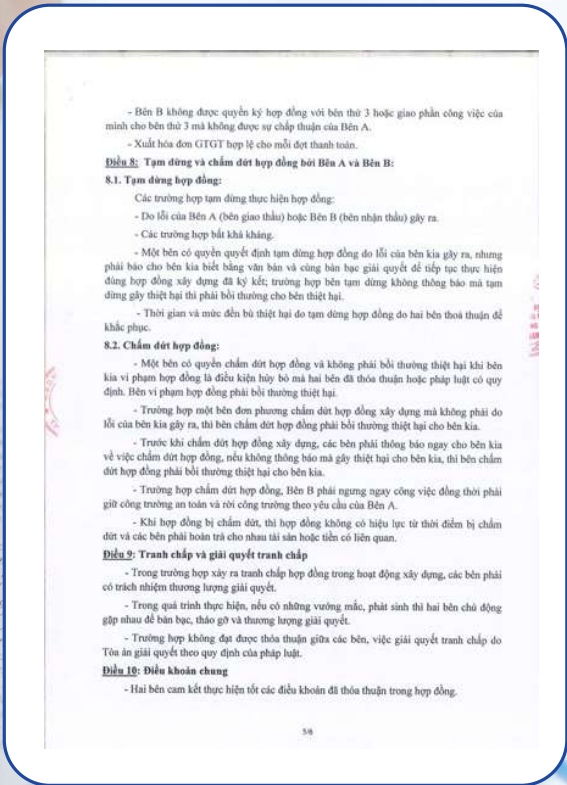 - Bên B không được quyền ký hợp đồng với bên thứ 3 hoặc giao phần công việc của
mình cho bên thứ 3 mà không được sự chấp thuận của Bên A.
- Xuất hóa đơn GTGT hợp lệ cho mỗi đợt thanh toán.
Điều 8: Tạm dừng và chấm dứt hợp đồng bởi Bên A và Bên B:
8.1. Tạm dừng hợp đồng:
Các trường hợp tạm dừng thực hiện hợp đồng:
- Do lỗi của Bên A (bên giao thầu) hoặc Bên B (bên nhận thầu) gây ra.
- Các trường hợp bất khả kháng.
- Một bên có quyền quyết định tạm dừng hợp đồng do lỗi của bên kia gây ra, nhưng
phải báo cho bên kia biết bằng văn bản và cùng bàn bạc giải quyết để tiếp tục thực hiện
đúng hợp đồng xây dựng đã ký kết; trường hợp bên tạm dừng không thông báo mà tạm
dừng gây thiệt hại thì phải bồi thường cho bên thiệt hại.
- Thời gian và mức đền bù thiệt hại do tạm dừng hợp đồng do hai bên thoả thuận để
khắc phục.
8.2. Chấm dứt hợp đồng:
- Một bên có quyền chấm dứt hợp đồng và không phải bồi thường thiệt hại khi bên
kia vi phạm hợp đồng là điều kiện hủy bỏ mà hai bên đã thỏa thuận hoặc pháp luật có quy
định. Bên vi phạm hợp đồng phải bồi thường thiệt hại.
- Trường hợp một bên đơn phương chấm dứt hợp đồng xây dựng mà không phải do
lỗi của bên kia gây ra, thì bên chấm dứt hợp đồng phải bồi thường thiệt hại cho bên kia.
- Trước khi chấm dứt hợp đồng xây dựng, các bên phải thông báo ngay cho bên kia
về việc chấm dứt hợp đồng, nếu không thông báo mà gây thiệt hại cho bên kia, thì bên chấm
dứt hợp đồng phải bồi thường thiệt hại cho bên kia.
- Trường hợp chấm dứt hợp đồng, Bên B phải ngưng ngay công việc đồng thời phải
giữ công trường an toàn và rời công trường theo yêu cầu của Bên A.
- Khi hợp đồng bị chấm dứt, thì hợp đồng không có hiệu lực từ thời điểm bị chấm
dứt và các bên phải hoàn trả cho nhau tài sản hoặc tiền có liên quan.
Điều 9: Tranh chấp và giải quyết tranh chấp
- Trong trường hợp xảy ra tranh chấp hợp đồng trong hoạt động xây dựng, các bên phải
có trách nhiệm thương lượng giải quyết.
- Trong quá trình thực hiện, nếu có những vướng mắc, phát sinh thì hai bên chủ động
gặp nhau để bàn bạc, tháo gỡ và thương lượng giải quyết.
- Trường hợp không đạt được thỏa thuận giữa các bên, việc giải quyết tranh chấp do
Tòa án giải quyết theo quy định của pháp luật.
Điều 10: Điều khoản chung
- Hai bên cam kết thực hiện tốt các điều khoản đã thỏa thuận trong hợp đồng.